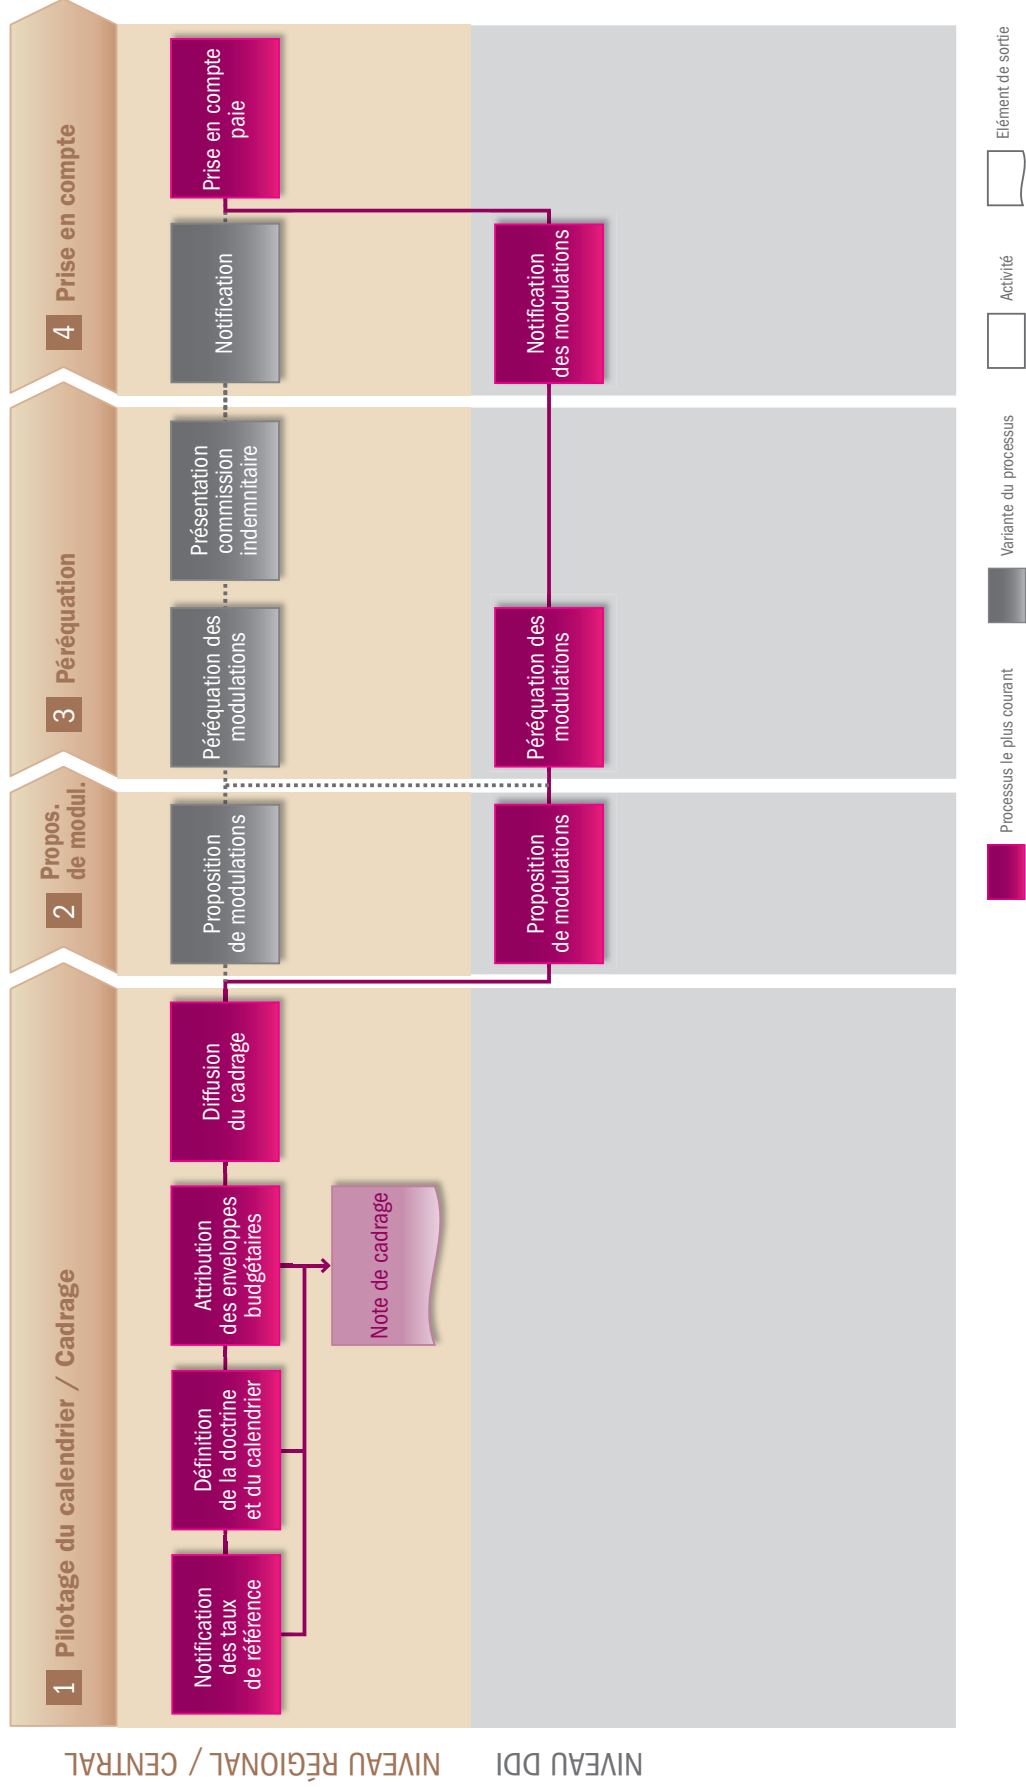 1 Pilotage du calendrier / Cadrage
2 Propos.
de modul.
3 Péréquation
4 Prise en compte
NIVEAU RÉGIONAL / CENTRAL
Notification
des taux
de référence
Définition
de la doctrine
et du calendrier
Attribution
des enveloppes
budgétaires
Diffusion
du cadrage
Note de cadrage
Proposition
de modulations
Péréquation des
modulations
Présentation
commission
indemnitaire
Notification
Prise en compte
paie
NIVEAU DDI
Proposition
de modulations
Péréquation des
modulations
Notification
des modulations
Processus le plus courant
Variante du processus
Activité
Elément de sortie